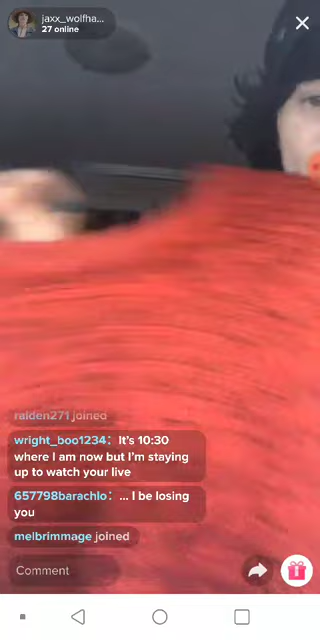 jaxx_wolfha...
27 online
ralden271 joined
wright_boo1234: It's 10:30
where I am now but I'm staying
up to watch your live
657798barachlo: ... I be losing
you
melbrimmage joined
Comment